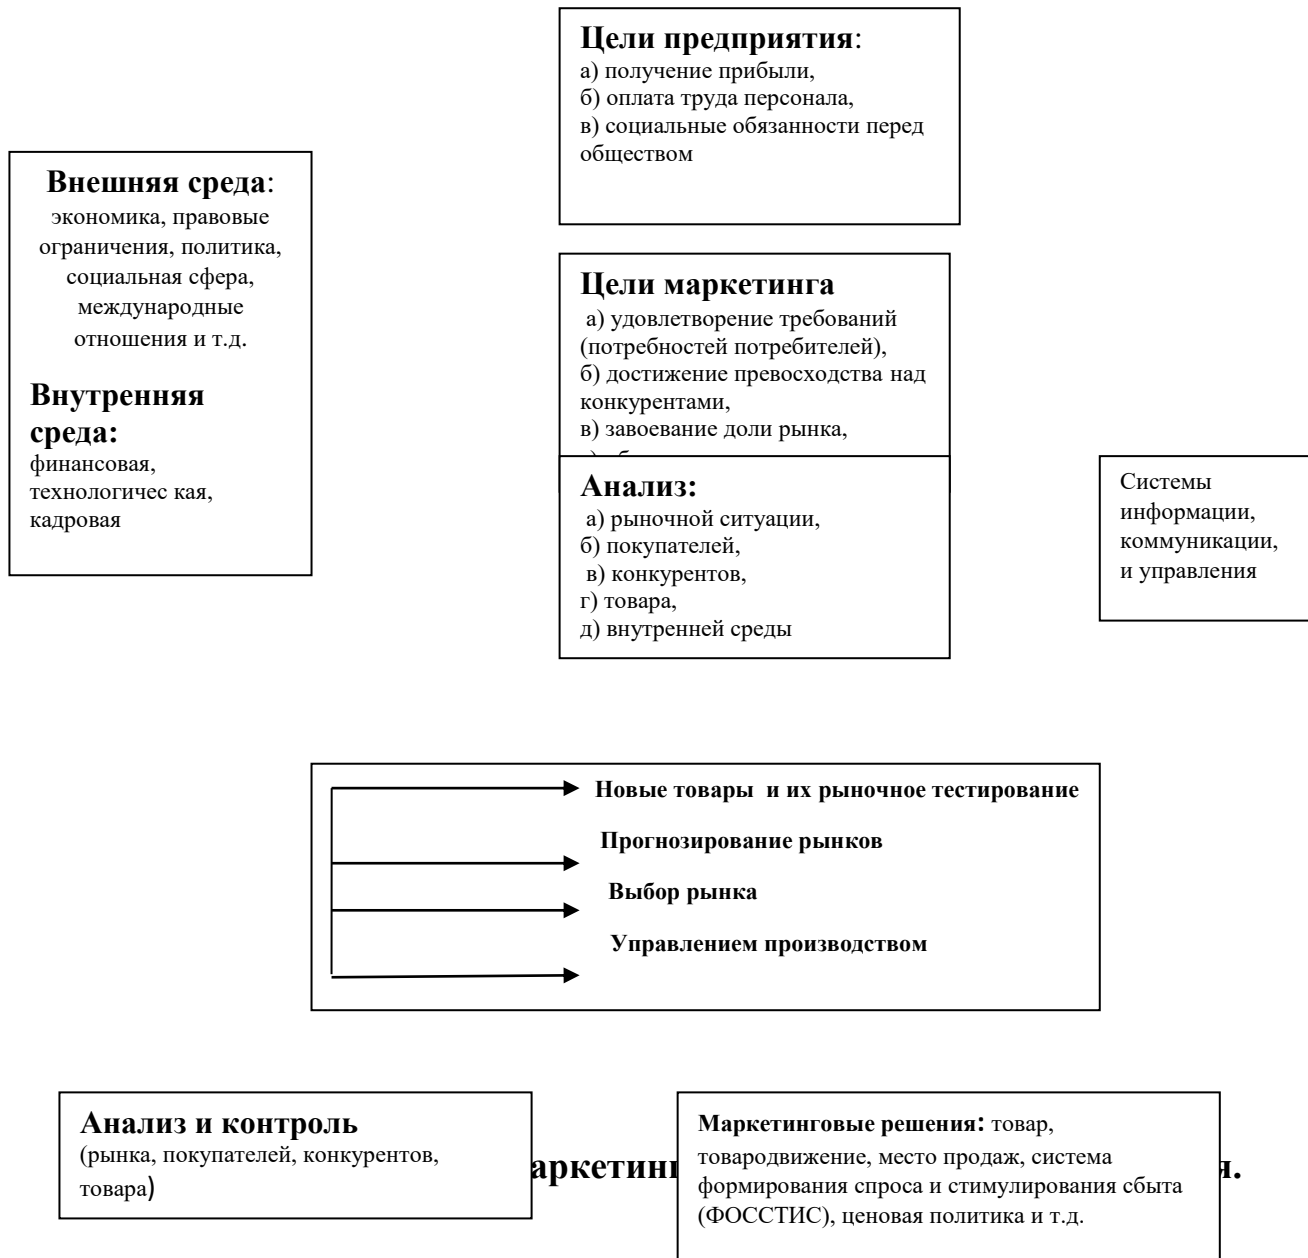 Цели предприятия:
а) получение прибыли,
б) оплата труда персонала,
в) социальные обязанности перед
обществом
Внешняя среда:
экономика, правовые
ограничения, политика,
социальная сфера,
международные
отношения и т.д.
Внутренняя
среда:
финансовая,
технологичес кая,
кадровая
Цели маркетинга
а) удовлетворение требований
(потребностей потребителей),
б) достижение превосходства над
конкурентами,
в) завоевание доли рынка,
Анализ:
а) рыночной ситуации,
б) покупателей,
в) конкурентов,
г) товара,
д) внутренней среды
Системы
информации,
коммуникации,
и управления
Новые товары и их рыночное тестирование
Прогнозирование рынков
Выбор рынка
Управлением производством
Анализ и контроль
(рынка, покупателей, конкурентов,
товара)
Маркетинговые решения: товар,
товародвижение, место продаж, система
формирования спроса и стимулирования сбыта
(ФОССТИС), ценовая политика и т.д.